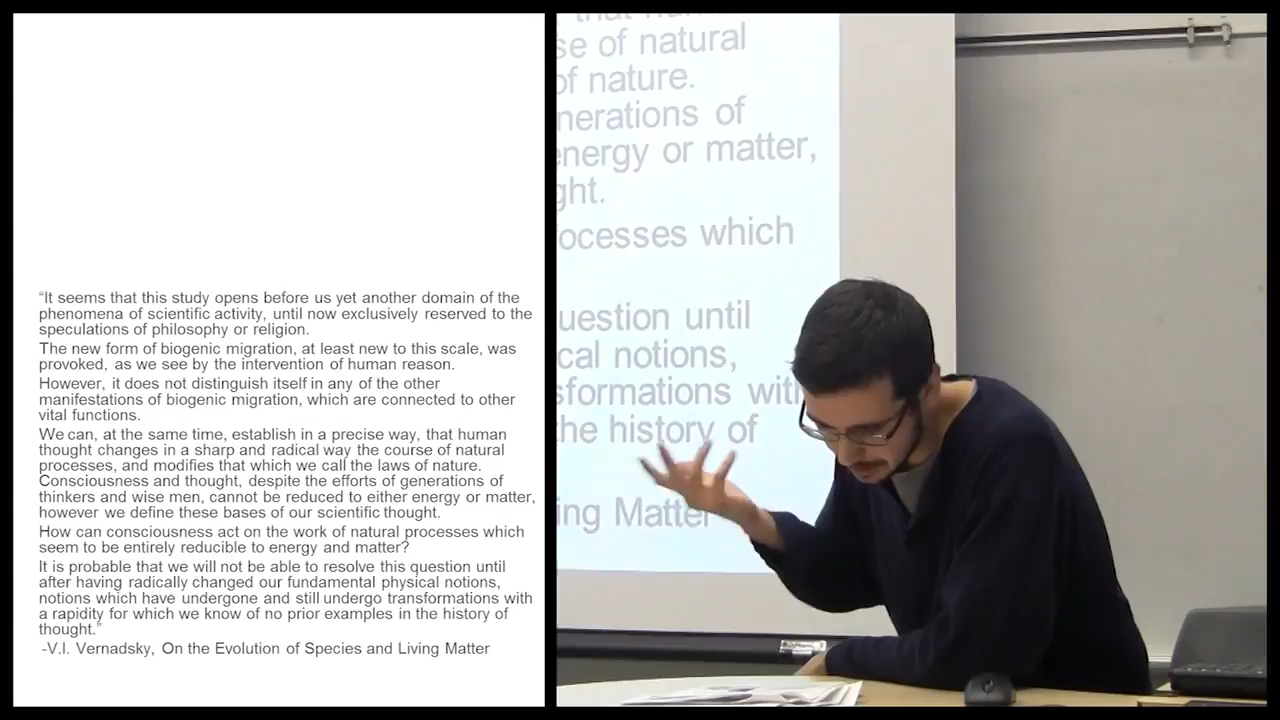 “It seems that this study opens before us yet another domain of the
phenomena of scientific activity, until now exclusively reserved to the
speculations of philosophy or religion.
The new form of biogenic migration, at least new to this scale, was
provoked, as we see by the intervention of human reason.
However, it does not distinguish itself in any of the other
manifestations of biogenic migration, which are connected to other
vital functions.
We can, at the same time, establish in a precise way, that human
thought changes in a sharp and radical way the course of natural
processes, and modifies that which we call the laws of nature.
Consciousness and thought, despite the efforts of generations of
thinkers and wise men, cannot be reduced to either energy or matter,
however we define these bases of our scientific thought.
How can consciousness act on the work of natural processes which
seem to be entirely reducible to energy and matter?
It is probable that we will not be able to resolve this question until
after having radically changed our fundamental physical notions,
notions which have undergone and still undergo transformations with
a rapidity for which we know of no prior examples in the history of
thought.”
-V.I. Vernadsky, On the Evolution of Species and Living Matter
that
se of natural
of nature.
nerations of
energy or matter,
ght.
ocesses which
uestion until
cal notions,
sformations with
the history of
ing Matter